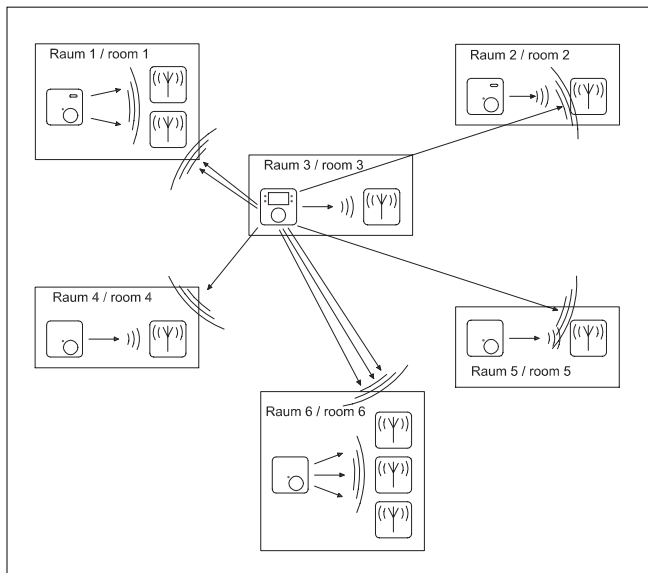 Raum 1 / room 1
Raum 2 / room 2
Raum 3 / room 3
Raum 4 / room 4
Raum 5 / room 5
Raum 6 / room 6